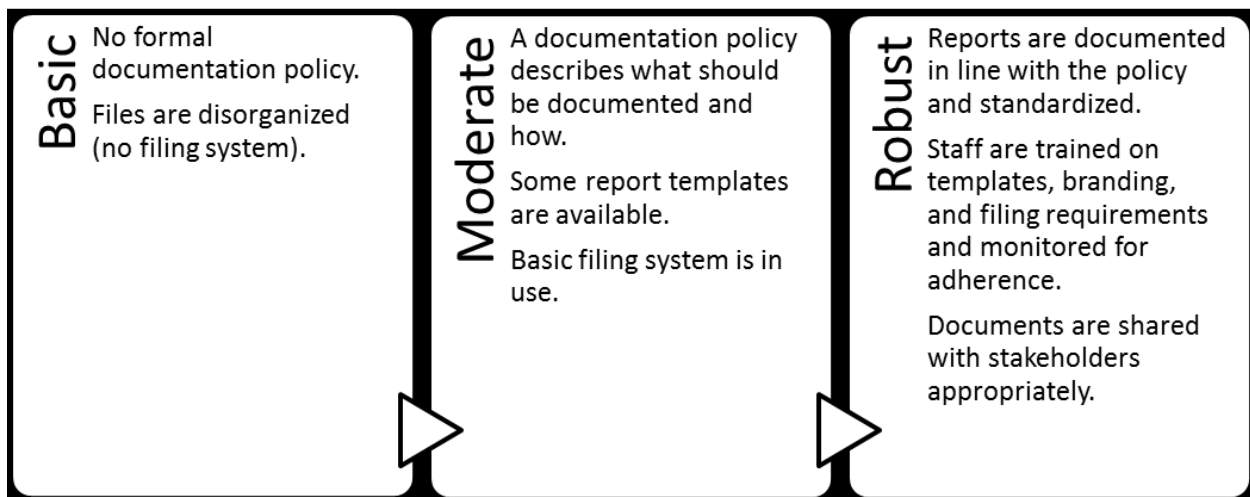 Basic
No formal
documentation policy.
Files are disorganized
(no filing system).
Moderate
A documentation policy
describes what should
be documented and
how.
Some report templates
are available.
Basic filing system is in
use.
Robust
Reports are documented
in line with the policy
and standardized.
Staff are trained on
templates, branding,
and filing requirements
and monitored for
adherence.
Documents are shared
with stakeholders
appropriately.